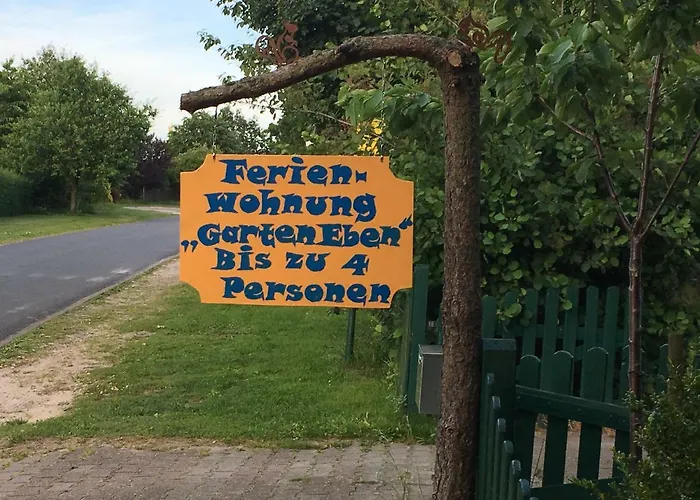 Ferien-
Wohnung
„GartenEben“
Bis zu 4
Personen